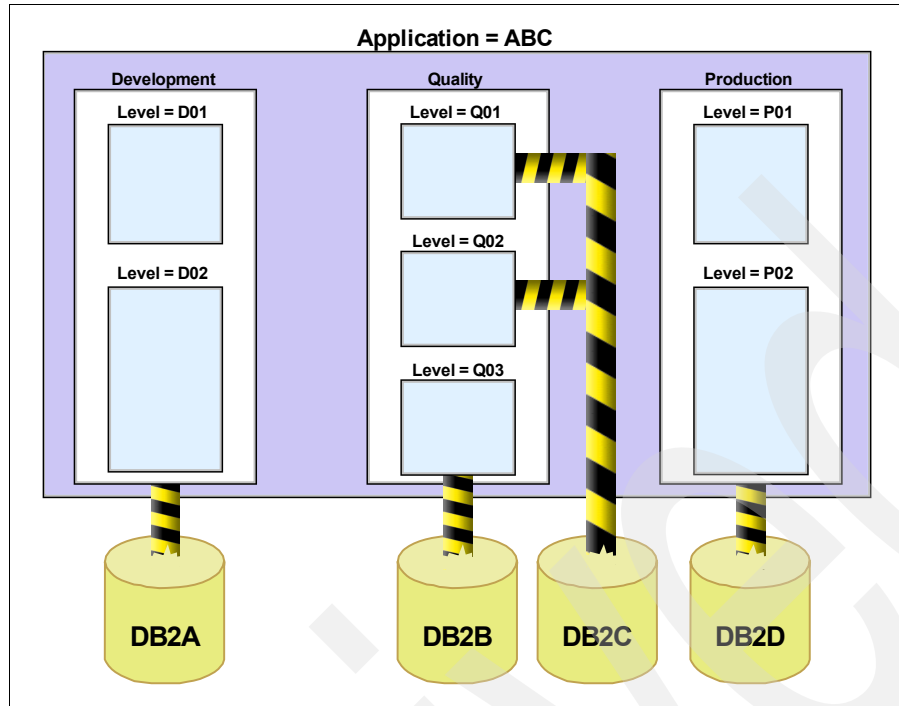 Application = ABC
Development
Quality
Production
Level = D01
Level = Q01
Level = P01
Level = D02
Level = Q02
Level = P02
Level = Q03
DB2A
DB2B
DB2C
DB2D